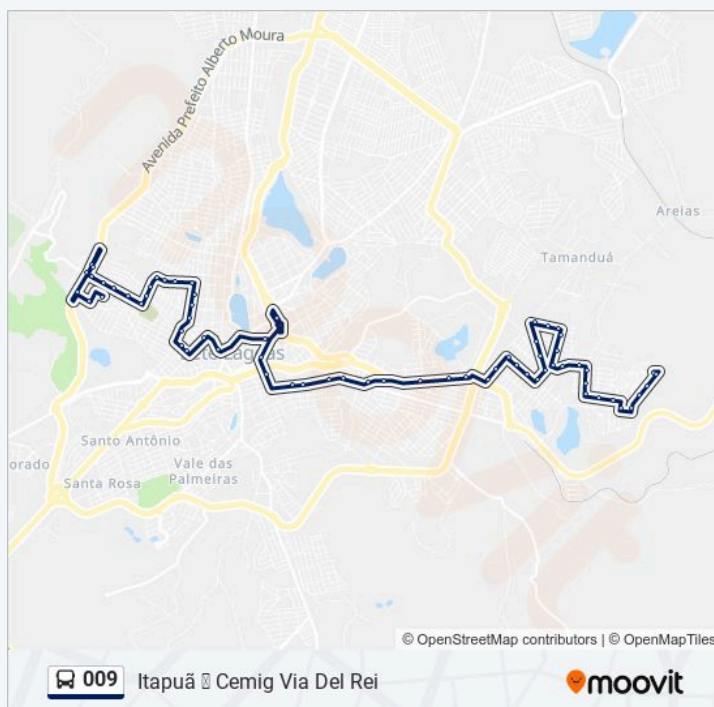 Avenida Prefeito Alberto Moura
Areias
Tamanduá
Santo Antônio
Vale das
Palmeiras
orado
Santa Rosa
© OpenStreetMap contributors | © OpenMapTiles
009 Itapuã ▯ Cemig Via Del Rei
moovit